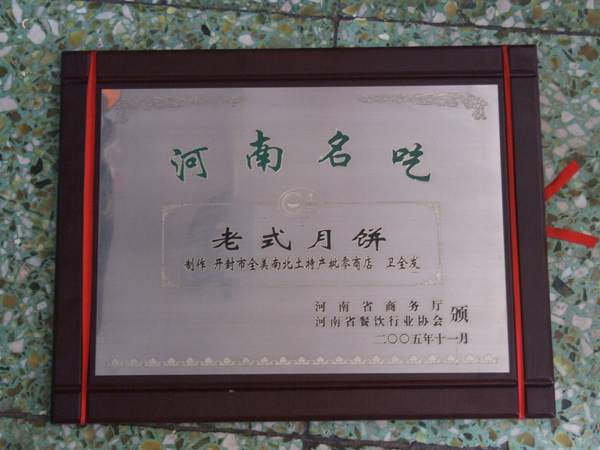 河南名吃
老式月饼
制作:开封市全美南北土特产批零商店 卫全发
河南省商务厅
河南省餐饮行业协会 颁
二〇〇五年十一月